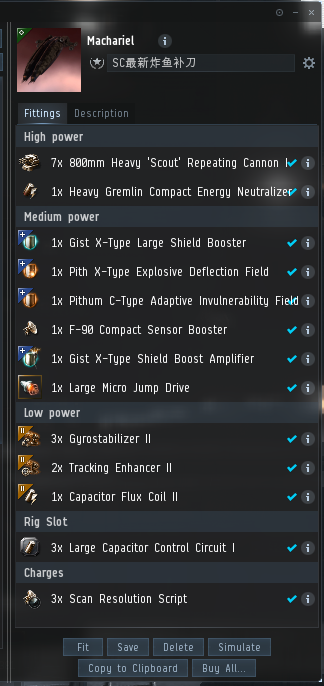 Machariel
SC最新炸鱼补刀
Fittings Description
High power
7x 800mm Heavy 'Scout' Repeating Cannon I
1x Heavy Gremlin Compact Energy Neutralizer
Medium power
1x Gist X-Type Large Shield Booster
1x Pith X-Type Explosive Deflection Field
1x Pithum C-Type Adaptive Invulnerability Field
1x F-90 Compact Sensor Booster
1x Gist X-Type Shield Boost Amplifier
1x Large Micro Jump Drive
Low power
3x Gyrostabilizer II
2x Tracking Enhancer II
1x Capacitor Flux Coil II
Rig Slot
3x Large Capacitor Control Circuit I
Charges
3x Scan Resolution Script
Fit Save Delete Simulate
Copy to Clipboard Buy All...